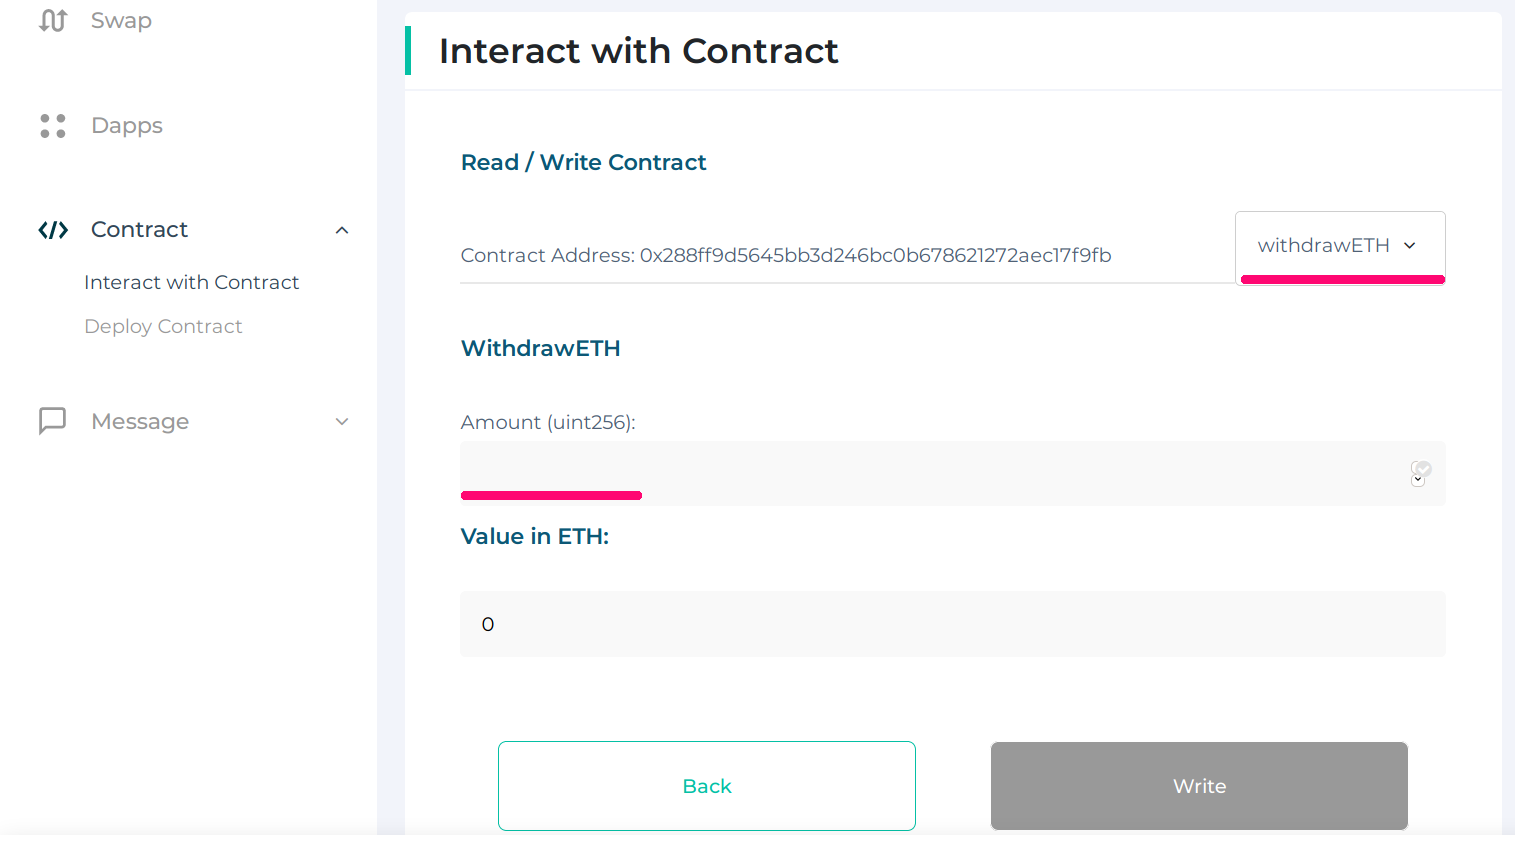 Swap
Dapps
Contract
Interact with Contract
Deploy Contract
Message
Interact with Contract
Read / Write Contract
Contract Address: 0x288ff9d5645bb3d246bc0b678621272aec17f9fb
withdrawETH
WithdrawETH
Amount (uint256):
Value in ETH:
0
Back
Write